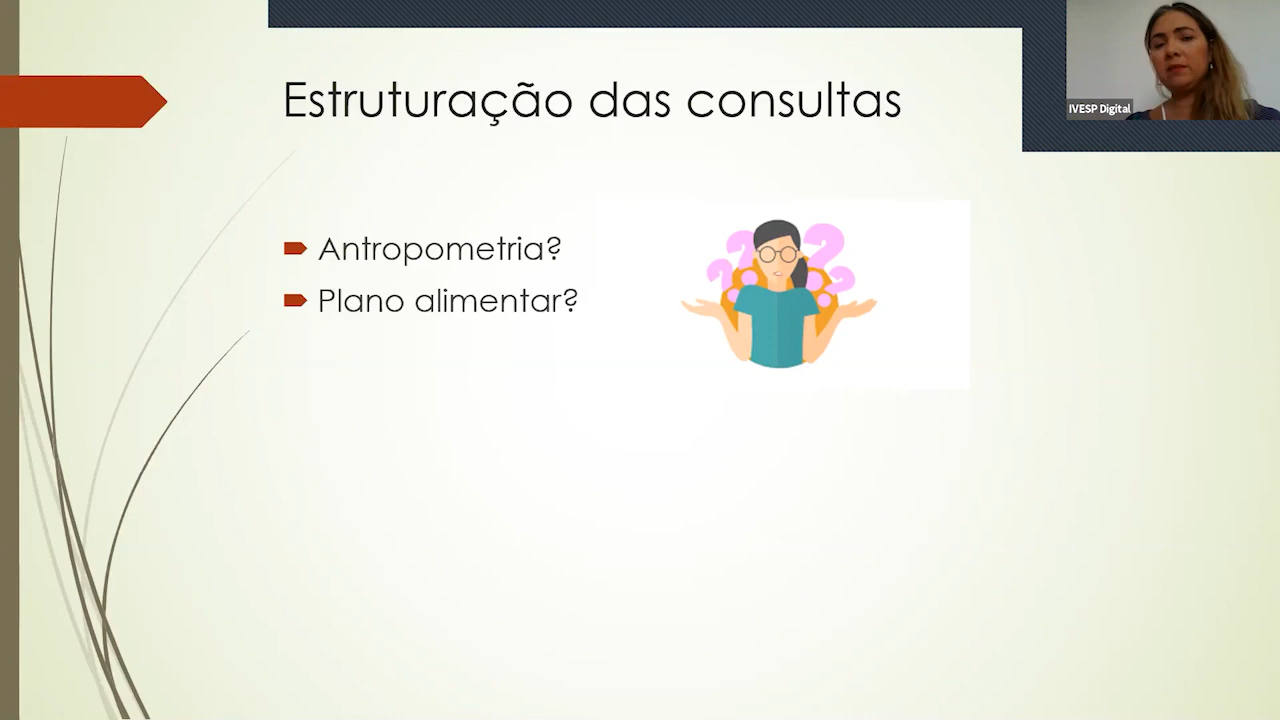 Estruturação das consultas
IVESP Digital
Antropometria?
Plano alimentar?